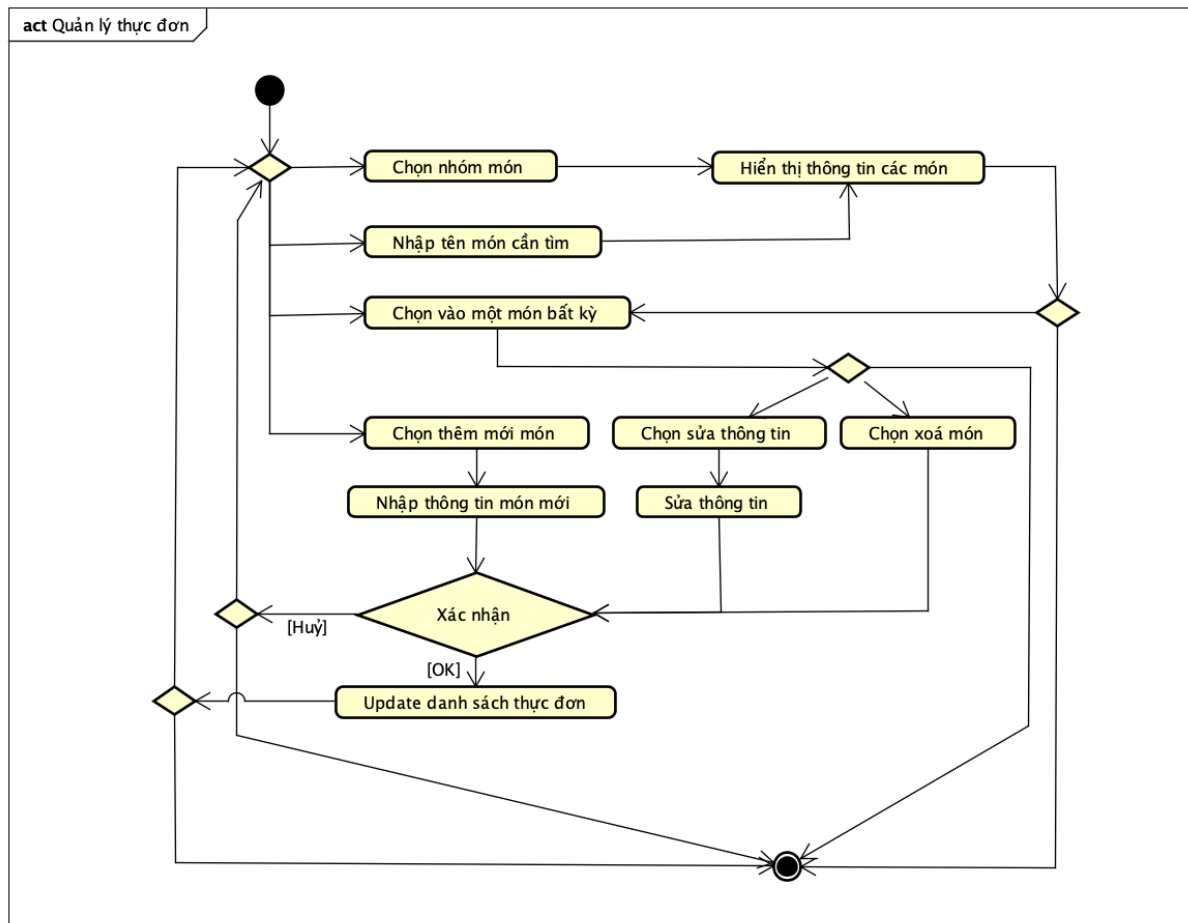 act Quản lý thực đơn
Chọn nhóm món
Hiển thị thông tin các món
Nhập tên món cần tìm
Chọn vào một món bất kỳ
Chọn thêm mới món
Chọn sửa thông tin
Chọn xoá món
Nhập thông tin món mới
Sửa thông tin
Xác nhận
[Huỷ]
[OK]
Update danh sách thực đơn